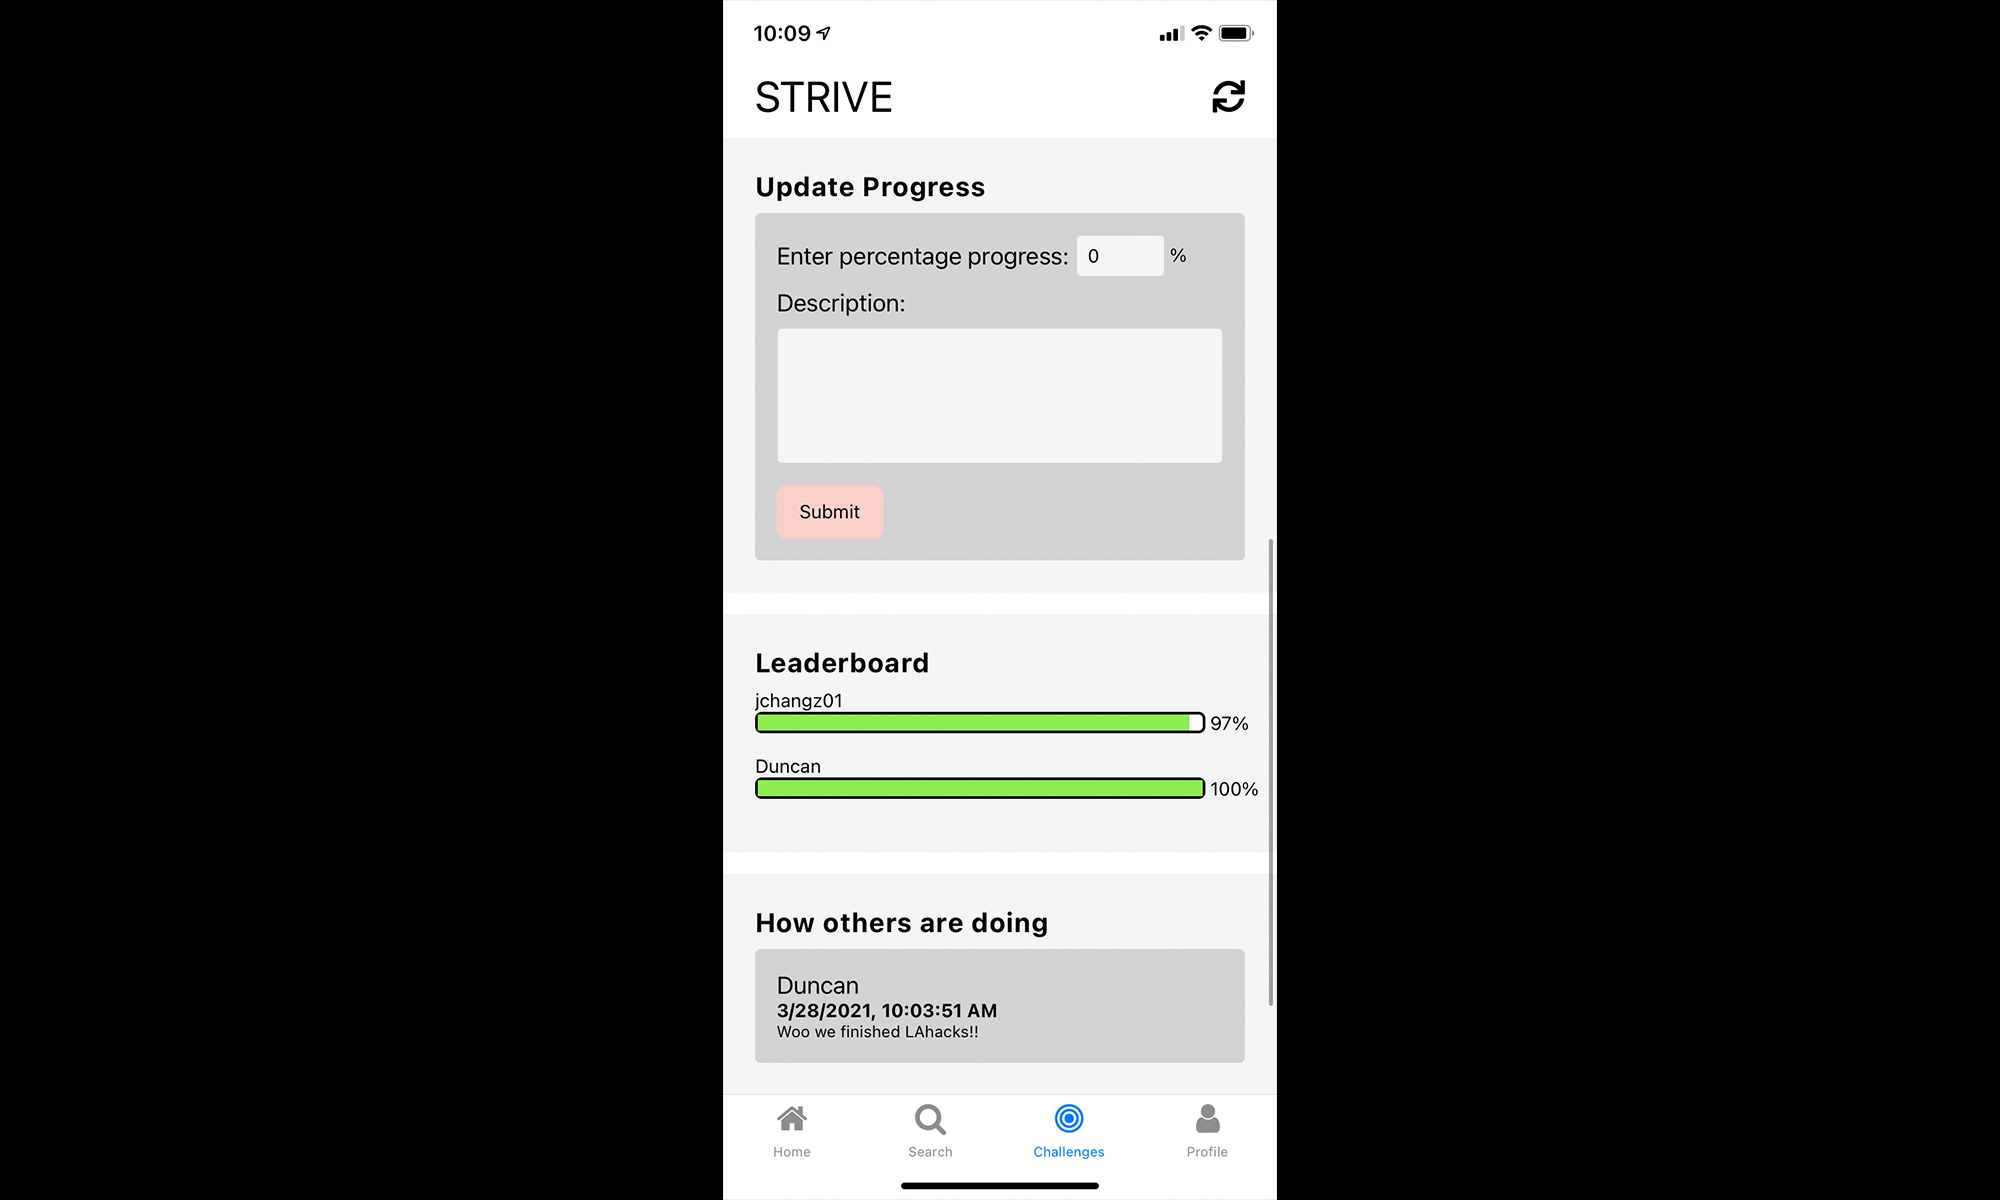 10:09
STRIVE
Update Progress
Enter percentage progress: 0 %
Description:
Submit
Leaderboard
jchangz01
97%
Duncan
100%
How others are doing
Duncan
3/28/2021, 10:03:51 AM
Woo we finished LAhacks!!
Home Search Challenges Profile